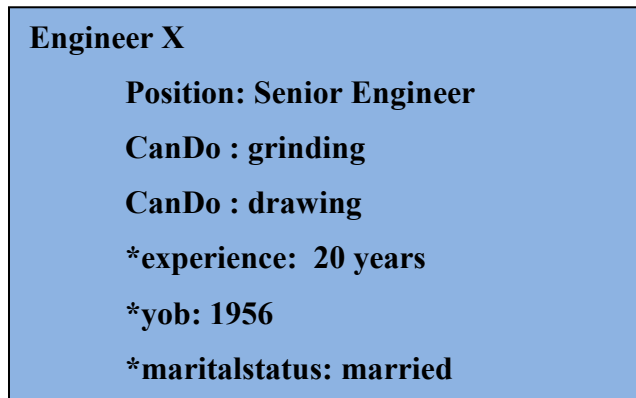 Engineer X
Position: Senior Engineer
CanDo : grinding
CanDo : drawing
*experience: 20 years
*yob: 1956
*maritalstatus: married